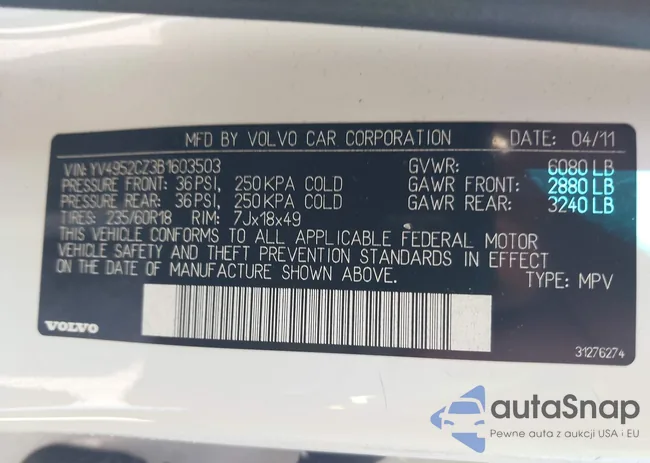 MFD BY VOLVO CAR CORPORATION DATE: 04/11
VIN: YV4952CZ3B1603503 GVWR: 6080 LB
PRESSURE FRONT: 36 PSI, 250 KPA COLD GAWR FRONT: 2880 LB
PRESSURE REAR: 36 PSI, 250 KPA COLD GAWR REAR: 3240 LB
TIRES: 235/60R18 RIM: 7Jx18x49
THIS VEHICLE CONFORMS TO ALL APPLICABLE FEDERAL MOTOR
VEHICLE SAFETY AND THEFT PREVENTION STANDARDS IN EFFECT
ON THE DATE OF MANUFACTURE SHOWN ABOVE.
TYPE: MPV
VOLVO
31276274
autaSnap
Pewne auta z aukcji USA i EU